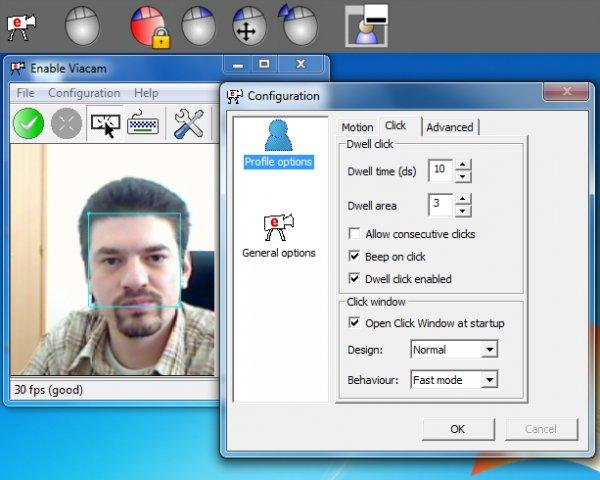 e
Enable Viacam
File Configuration Help
30 fps (good)
Configuration
Profile options
e
General options
Motion Click Advanced
Dwell click
Dwell time (ds) 10
Dwell area 3
Allow consecutive clicks
Beep on click
Dwell click enabled
Click window
Open Click Window at startup
Design: Normal
Behaviour: Fast mode
OK Cancel